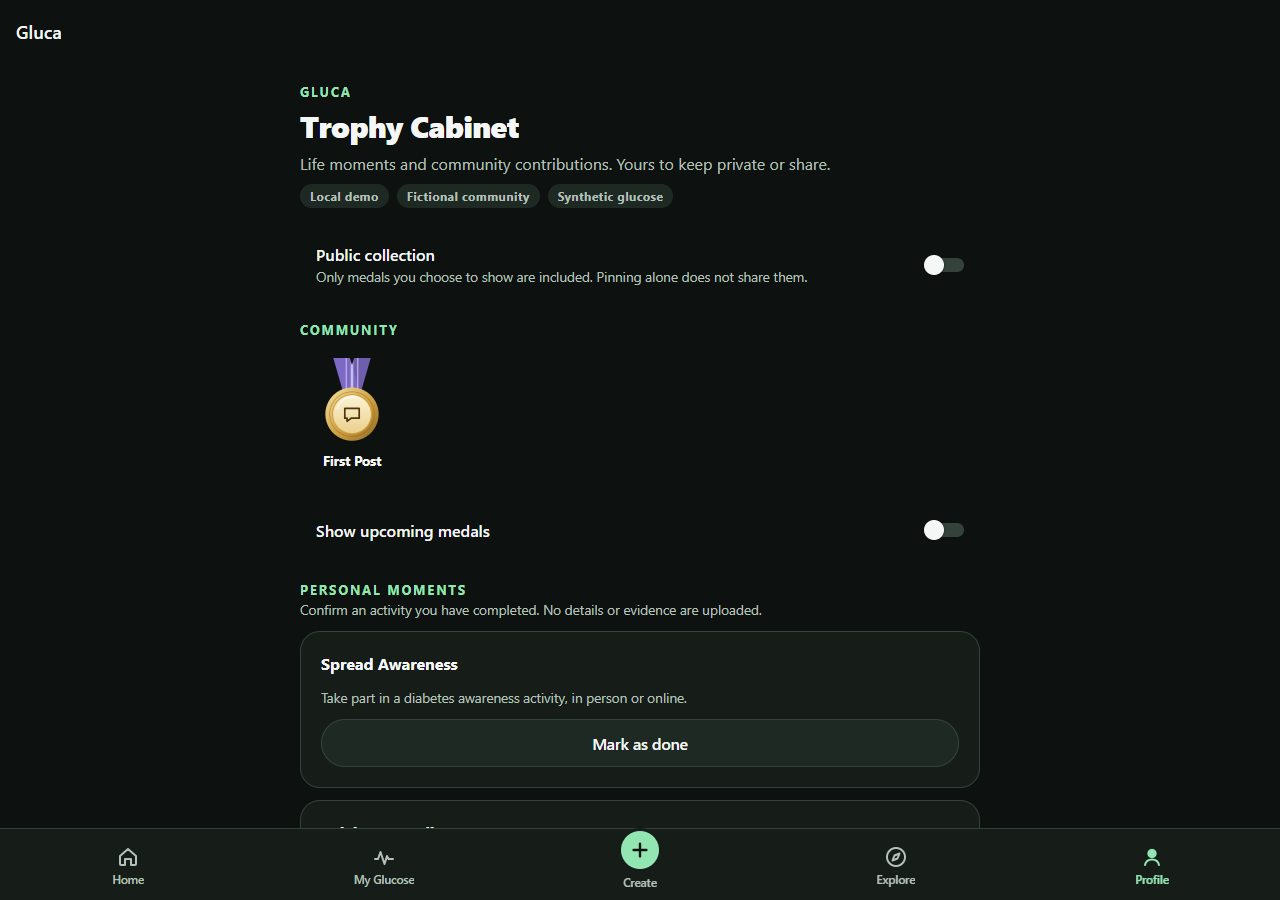 Gluca
GLUCA
Trophy Cabinet
Life moments and community contributions. Yours to keep private or share.
Local demo
Fictional community
Synthetic glucose
Public collection
Only medals you choose to show are included. Pinning alone does not share them.
COMMUNITY
First Post
Show upcoming medals
PERSONAL MOMENTS
Confirm an activity you have completed. No details or evidence are uploaded.
Spread Awareness
Take part in a diabetes awareness activity, in person or online.
Mark as done
Home
My Glucose
Create
Explore
Profile